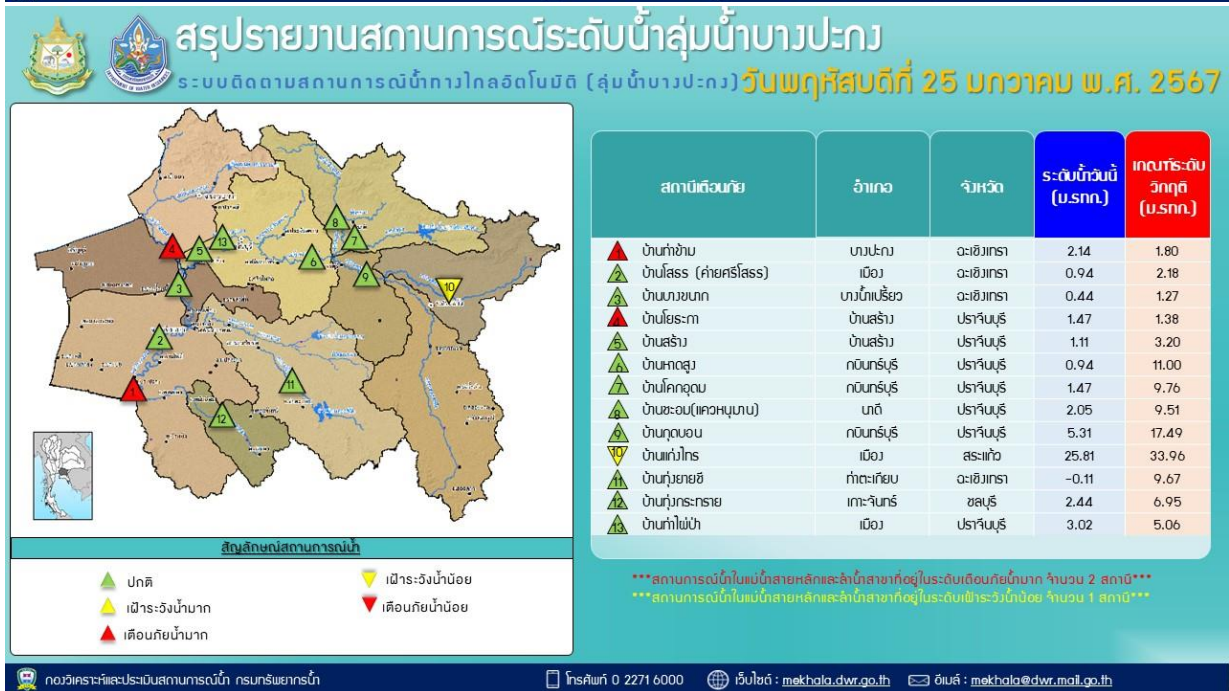 สรุปรายงานสถานการณ์ระดับน้ำลุ่มน้ำบางปะกง
ระบบติดตามสถานการณ์น้ำทางไกลอัตโนมัติ (ลุ่มน้ำบางปะกง) วันพฤหัสบดีที่ 25 มกราคม พ.ศ. 2567
สถานีเตือนภัย อำเภอ จังหวัด ระดับน้ำวันนี้ (ม.รทก.) เกณฑ์ระดับวิกฤติ (ม.รทก.)
1 บ้านท่าข้าม บางปะกง ฉะเชิงเทรา 2.14 1.80
2 บ้านโสธร (ค่ายศรีโสธร) เมือง ฉะเชิงเทรา 0.94 2.18
3 บ้านบางขนาก บางน้ำเปรี้ยว ฉะเชิงเทรา 0.44 1.27
4 บ้านโยธะกา บ้านสร้าง ปราจีนบุรี 1.47 1.38
5 บ้านสร้าง บ้านสร้าง ปราจีนบุรี 1.11 3.20
6 บ้านหาดสูง กบินทร์บุรี ปราจีนบุรี 0.94 11.00
7 บ้านโคกอุดม กบินทร์บุรี ปราจีนบุรี 1.47 9.76
8 บ้านชะอม(แควหนุมาน) นาดี ปราจีนบุรี 2.05 9.51
9 บ้านกุดบอน กบินทร์บุรี ปราจีนบุรี 5.31 17.49
10 บ้านแก่งไทร เมือง สระแก้ว 25.81 33.96
11 บ้านทุ่งยายชี ท่าตะเกียบ ฉะเชิงเทรา -0.11 9.67
12 บ้านทุ่งกระทราย เกาะจันทร์ ชลบุรี 2.44 6.95
13 บ้านท่าไผ่ป่า เมือง ปราจีนบุรี 3.02 5.06
สัญลักษณ์สถานการณ์น้ำ
ปกติ
เฝ้าระวังน้ำมาก
เตือนภัยน้ำมาก
เฝ้าระวังน้ำน้อย
เตือนภัยน้ำน้อย
***สถานการณ์น้ำในแม่น้ำสายหลักและลำน้ำสาขาที่อยู่ในระดับเตือนภัยน้ำมาก จำนวน 2 สถานี***
***สถานการณ์น้ำในแม่น้ำสายหลักและลำน้ำสาขาที่อยู่ในระดับเฝ้าระวังน้ำน้อย จำนวน 1 สถานี***
กองวิเคราะห์และประเมินสถานการณ์น้ำ กรมทรัพยากรน้ำ โทรศัพท์ 0 2271 6000 เว็บไซต์ : mekhala.dwr.go.th อีเมล์ : mekhala@dwr.mail.go.th